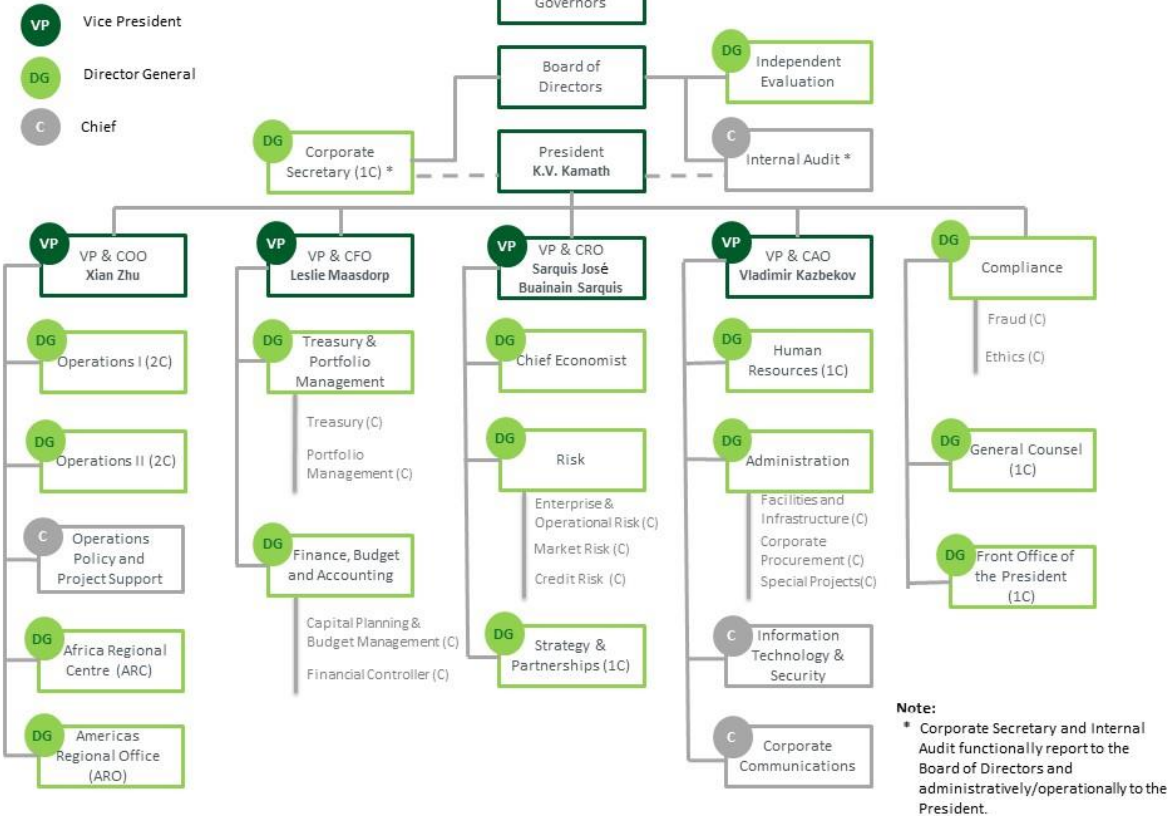 Governors
VP
Vice President
DG
Director General
C
Chief
Board of
Directors
DG
Independent
Evaluation
DG
Corporate
Secretary (1C) *
President
K.V. Kamath
C
Internal Audit *
VP
VP & COO
Xian Zhu
DG
Operations I (2C)
DG
Operations II (2C)
C
Operations
Policy and
Project Support
DG
Africa Regional
Centre (ARC)
DG
Americas
Regional Office
(ARO)
VP
VP & CFO
Leslie Maasdorp
DG
Treasury &
Portfolio
Management
Treasury (C)
Portfolio
Management (C)
DG
Finance, Budget
and Accounting
Capital Planning &
Budget Management (C)
Financial Controller (C)
VP
VP & CRO
Sarquis José
Buainain Sarquis
DG
Chief Economist
DG
Risk
Enterprise &
Operational Risk (C)
Market Risk (C)
Credit Risk (C)
DG
Strategy &
Partnerships (1C)
VP
VP & CAO
Vladimir Kazbekov
DG
Human
Resources (1C)
DG
Administration
Facilities and
Infrastructure (C)
Corporate
Procurement (C)
Special Projects(C)
C
Information
Technology &
Security
C
Corporate
Communications
DG
Compliance
Fraud (C)
Ethics (C)
DG
General Counsel
(1C)
DG
Front Office of
the President
(1C)
Note:
* Corporate Secretary and Internal
Audit functionally report to the
Board of Directors and
administratively/operationally to the
President.